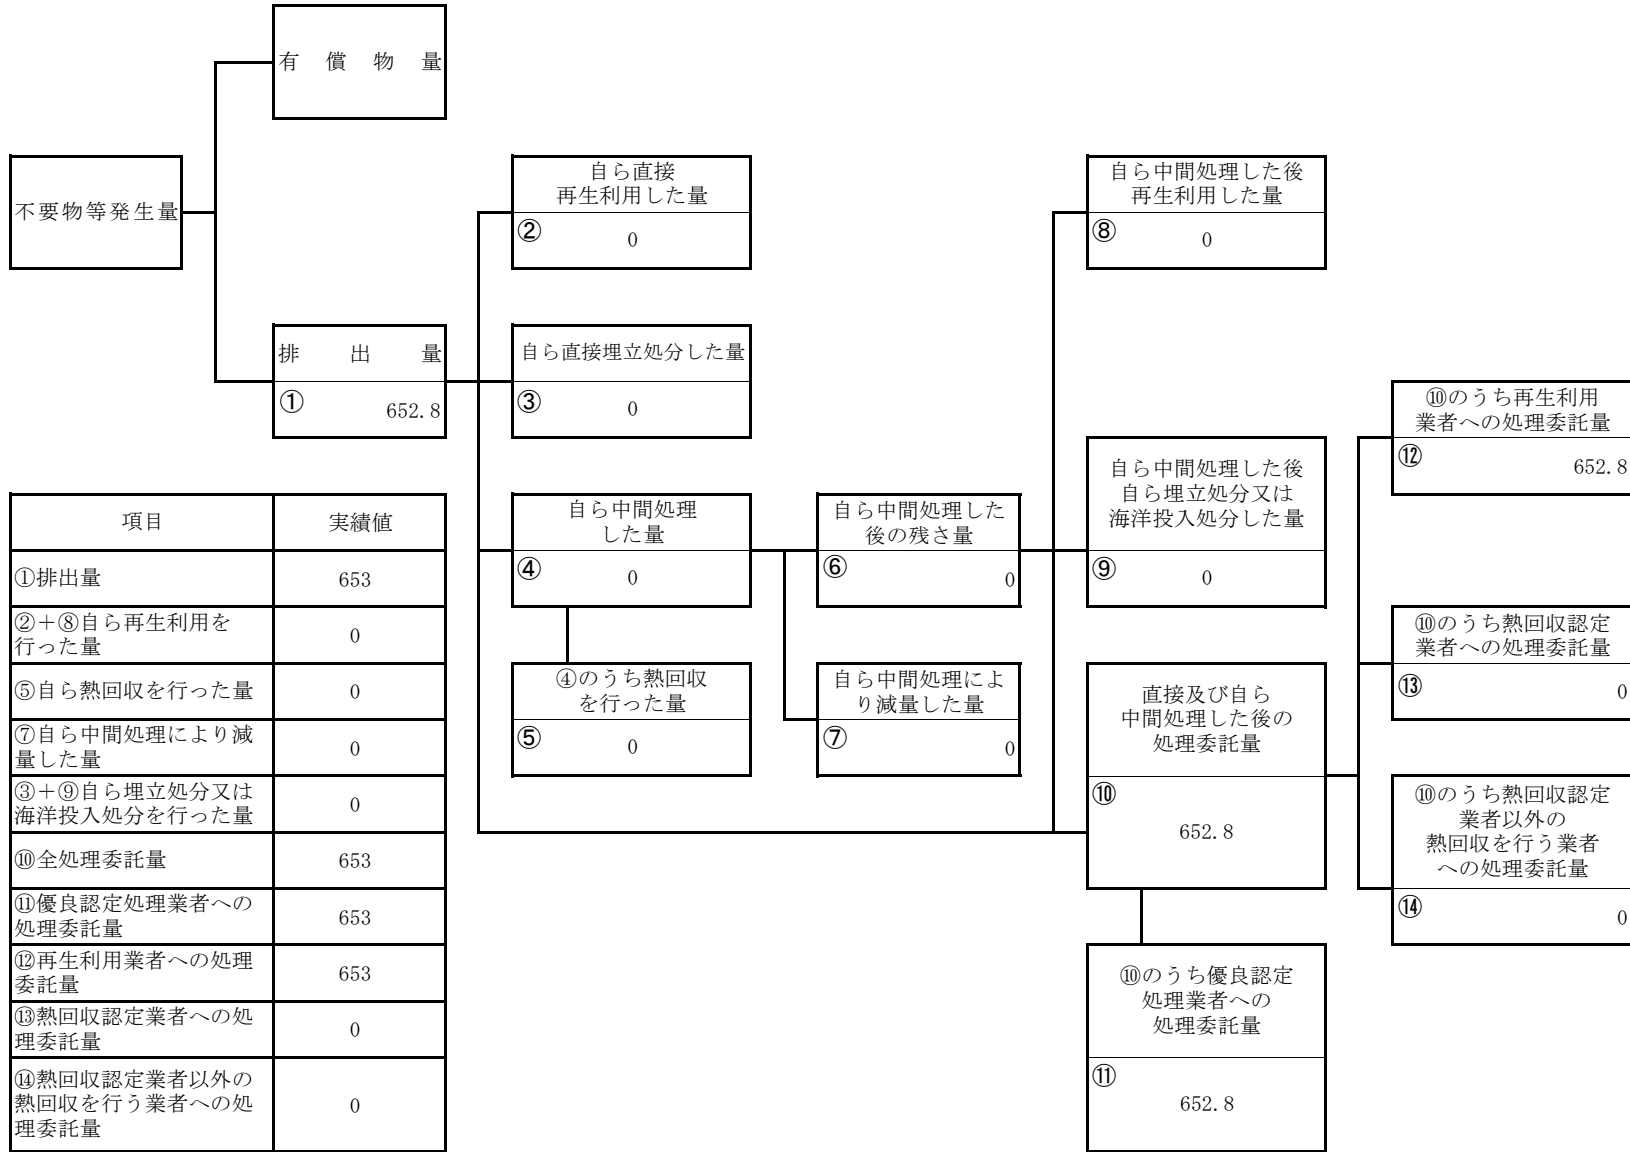 有償物量
不要物等発生量
自ら直接
再生利用した量
② 0
自ら中間処理した後
再生利用した量
⑧ 0
排出量
① 652.8
自ら直接埋立処分した量
③ 0
⑩のうち再生利用
業者への処理委託量
⑫ 652.8
自ら中間処理
した量
④ 0
自ら中間処理した
後の残さ量
⑥ 0
自ら中間処理した後
自ら埋立処分又は
海洋投入処分した量
⑨ 0
④のうち熱回収
を行った量
⑤ 0
自ら中間処理によ
り減量した量
⑦ 0
直接及び自ら
中間処理した後の
処理委託量
⑩
652.8
⑩のうち熱回収認定
業者への処理委託量
⑬ 0
⑩のうち熱回収認定
業者以外の
熱回収を行う業者
への処理委託量
⑭ 0
⑩のうち優良認定
処理業者への
処理委託量
⑪
652.8
項目 実績値
①排出量 653
②+⑧自ら再生利用を
行った量 0
⑤自ら熱回収を行った量 0
⑦自ら中間処理により減
量した量 0
③+⑨自ら埋立処分又は
海洋投入処分を行った量 0
⑩全処理委託量 653
⑪優良認定処理業者への
処理委託量 653
⑫再生利用業者への処理
委託量 653
⑬熱回収認定業者への処
理委託量 0
⑭熱回収認定業者以外の
熱回収を行う業者への処
理委託量 0